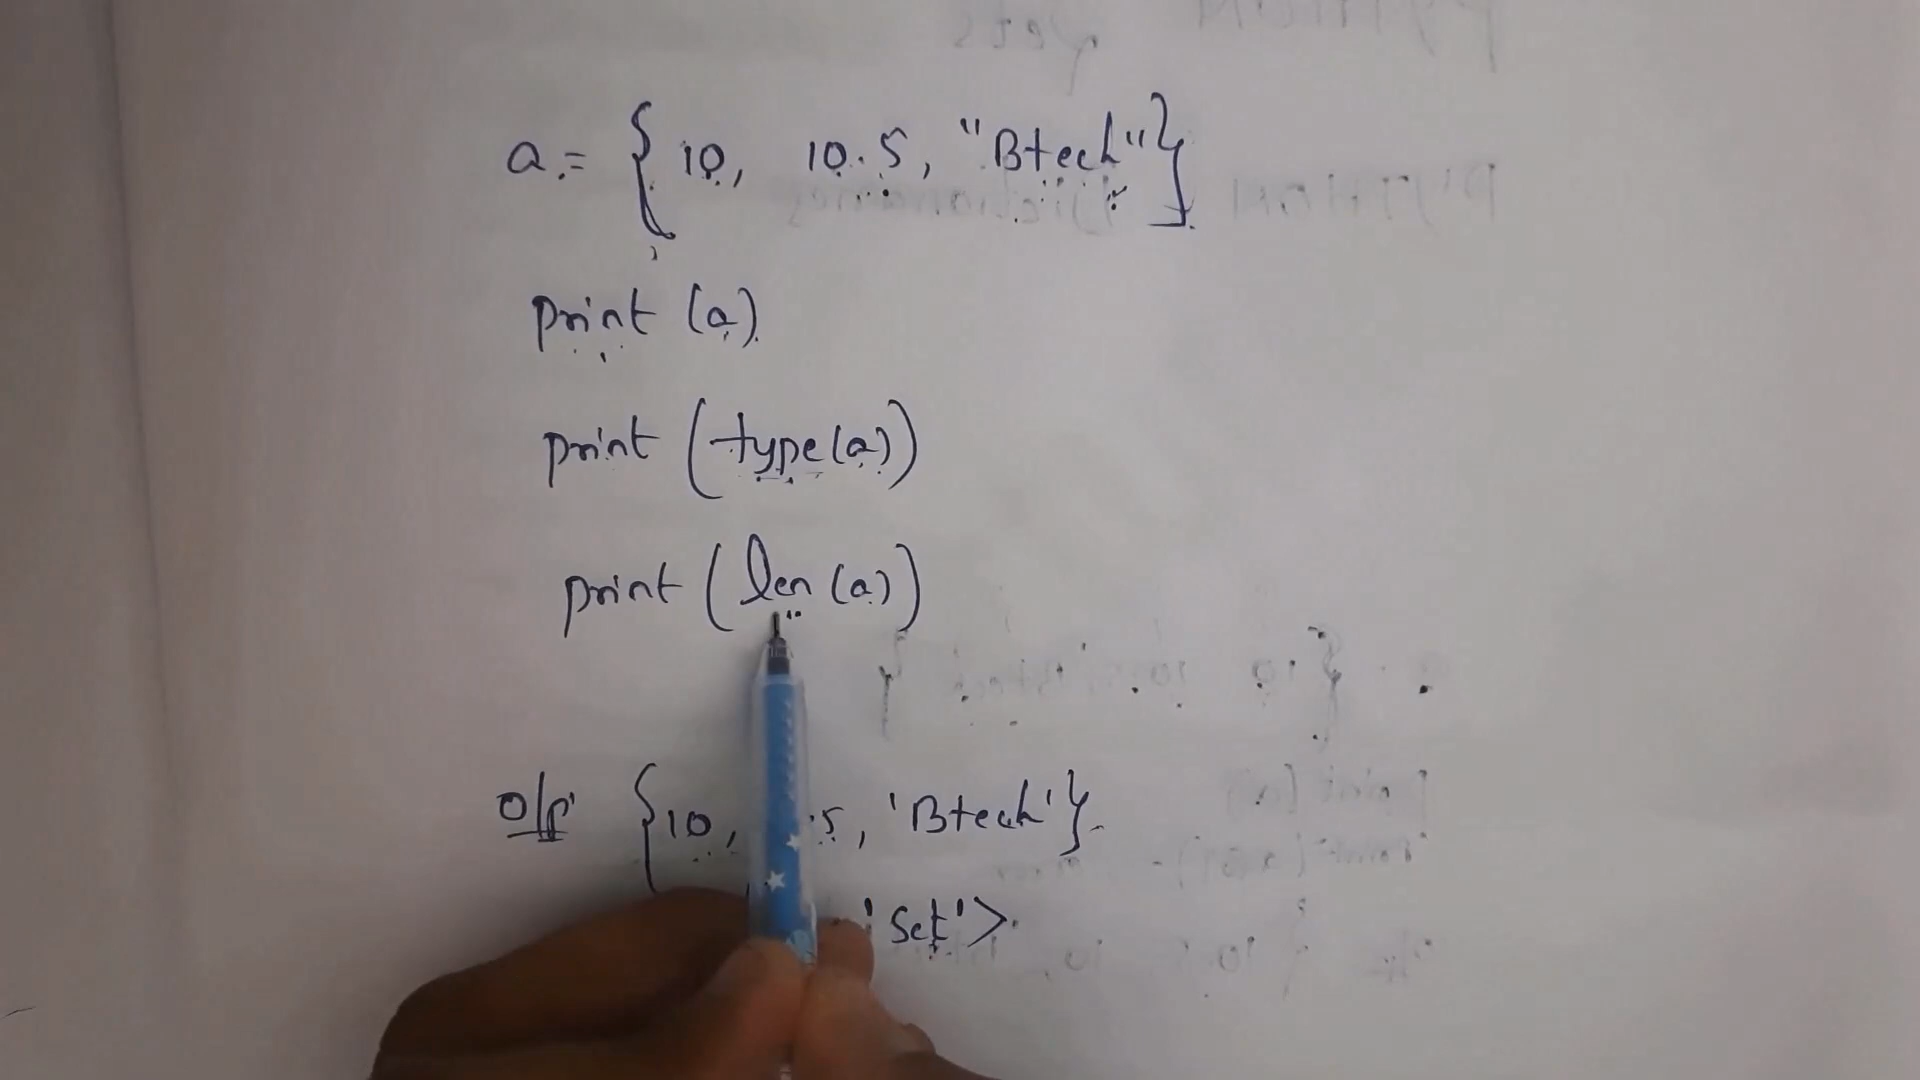 a = { 10, 10.5, "Btech" }
print (a)
print (type(a))
print (len(a))
o/p {10, .5, 'Btech'}
'Set'>